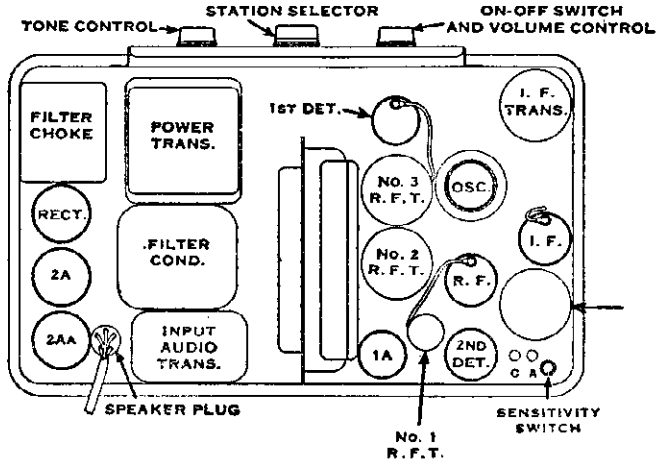 STATION SELECTOR
TONE CONTROL
ON-OFF SWITCH
AND VOLUME CONTROL
FILTER
CHOKE
POWER
TRANS.
1ST DET.
I. F.
TRANS.
No. 3
R. F. T.
OSC.
RECT.
FILTER
COND.
No. 2
R. F. T.
I. F.
2A
R. F.
2AA
INPUT
AUDIO
TRANS.
1A
2ND
DET.
G A
SPEAKER PLUG
SENSITIVITY
SWITCH
No. 1
R. F. T.